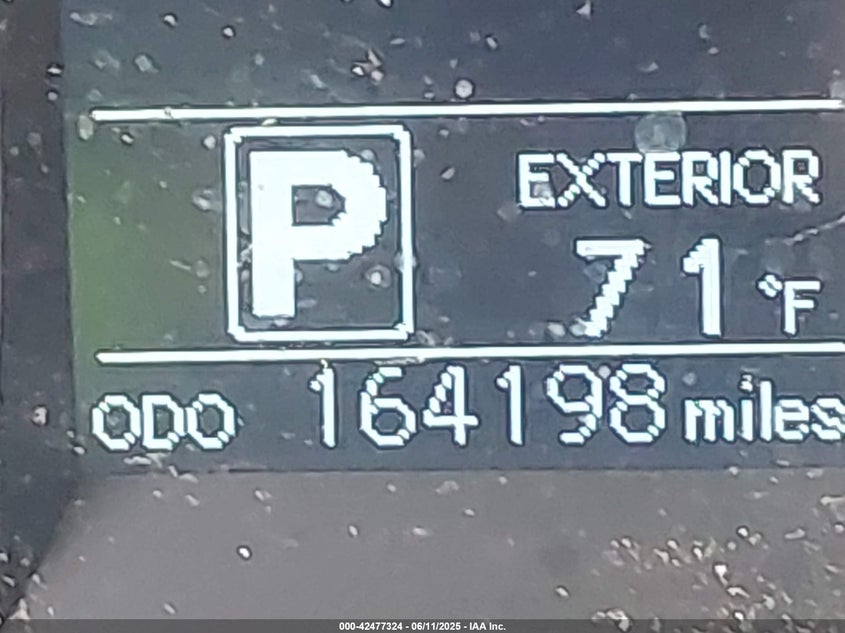 P
EXTERIOR
71 °F
ODO 164198 miles
000-42477324 - 06/11/2025 - IAA Inc.